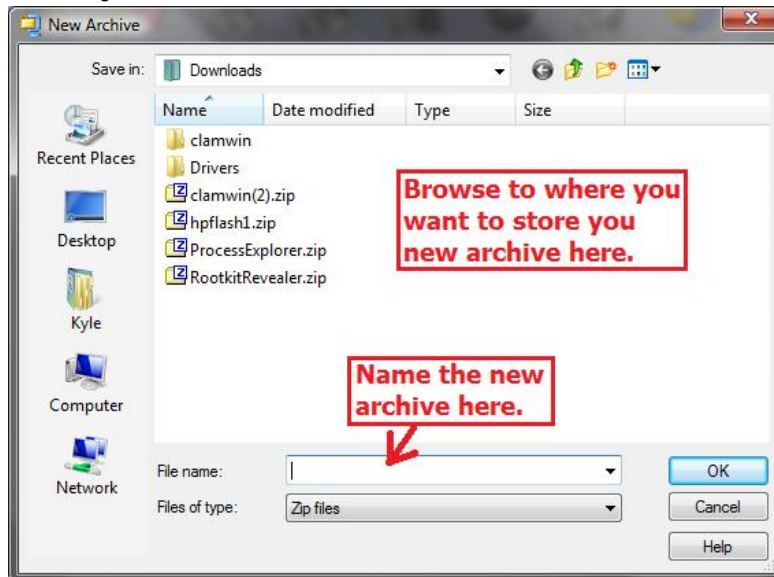 New Archive
Save in:
Downloads
Name
Date modified
Type
Size
Recent Places
Desktop
Kyle
Computer
Network
clamwin
Drivers
clamwin(2).zip
hpflash1.zip
ProcessExplorer.zip
RootkitRevealer.zip
Browse to where you
want to store you
new archive here.
Name the new
archive here.
File name:
OK
Files of type:
Zip files
Cancel
Help